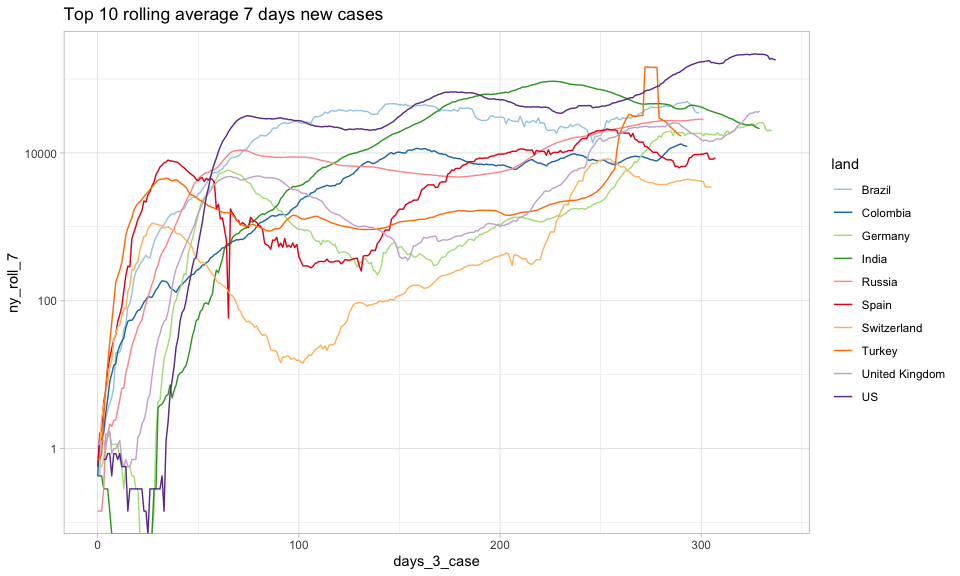 Top 10 rolling average 7 days new cases
ny_roll_7
10000
100
1
0
100
200
300
days_3_case
land
Brazil
Colombia
Germany
India
Russia
Spain
Switzerland
Turkey
United Kingdom
US